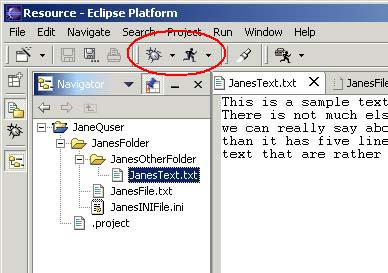 Resource - Eclipse Platform
File Edit Navigate Search Project Run Window Help
Navigator
JanesText.txt
JanesFile
JaneQuser
JanesFolder
JanesOtherFolder
JanesText.txt
JanesFile.txt
JanesINIFile.ini
.project
This is a sample text
There is not much els
we can really say abo
than it has five line
text that are rather